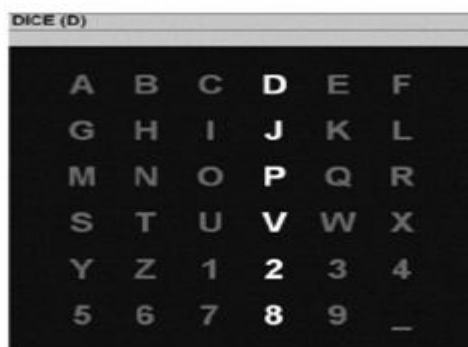 DICE (D)
A B C D E F
G H I J K L
M N O P Q R
S T U V W X
Y Z 1 2 3 4
5 6 7 8 9 _